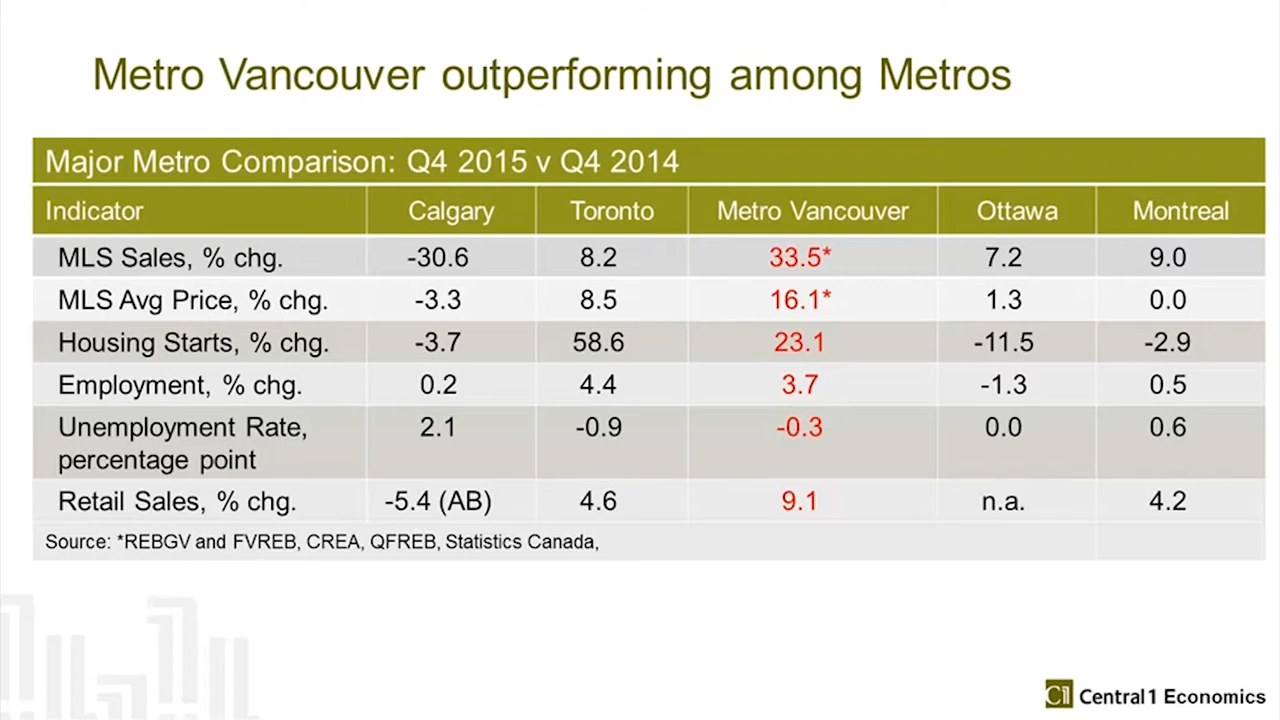 Metro Vancouver outperforming among Metros
Major Metro Comparison: Q4 2015 v Q4 2014
Indicator Calgary Toronto Metro Vancouver Ottawa Montreal
MLS Sales, % chg. -30.6 8.2 33.5* 7.2 9.0
MLS Avg Price, % chg. -3.3 8.5 16.1* 1.3 0.0
Housing Starts, % chg. -3.7 58.6 23.1 -11.5 -2.9
Employment, % chg. 0.2 4.4 3.7 -1.3 0.5
Unemployment Rate, 2.1 -0.9 -0.3 0.0 0.6
percentage point
Retail Sales, % chg. -5.4 (AB) 4.6 9.1 n.a. 4.2
Source: *REBGV and FVREB, CREA, QFREB, Statistics Canada,
C1 Central 1 Economics